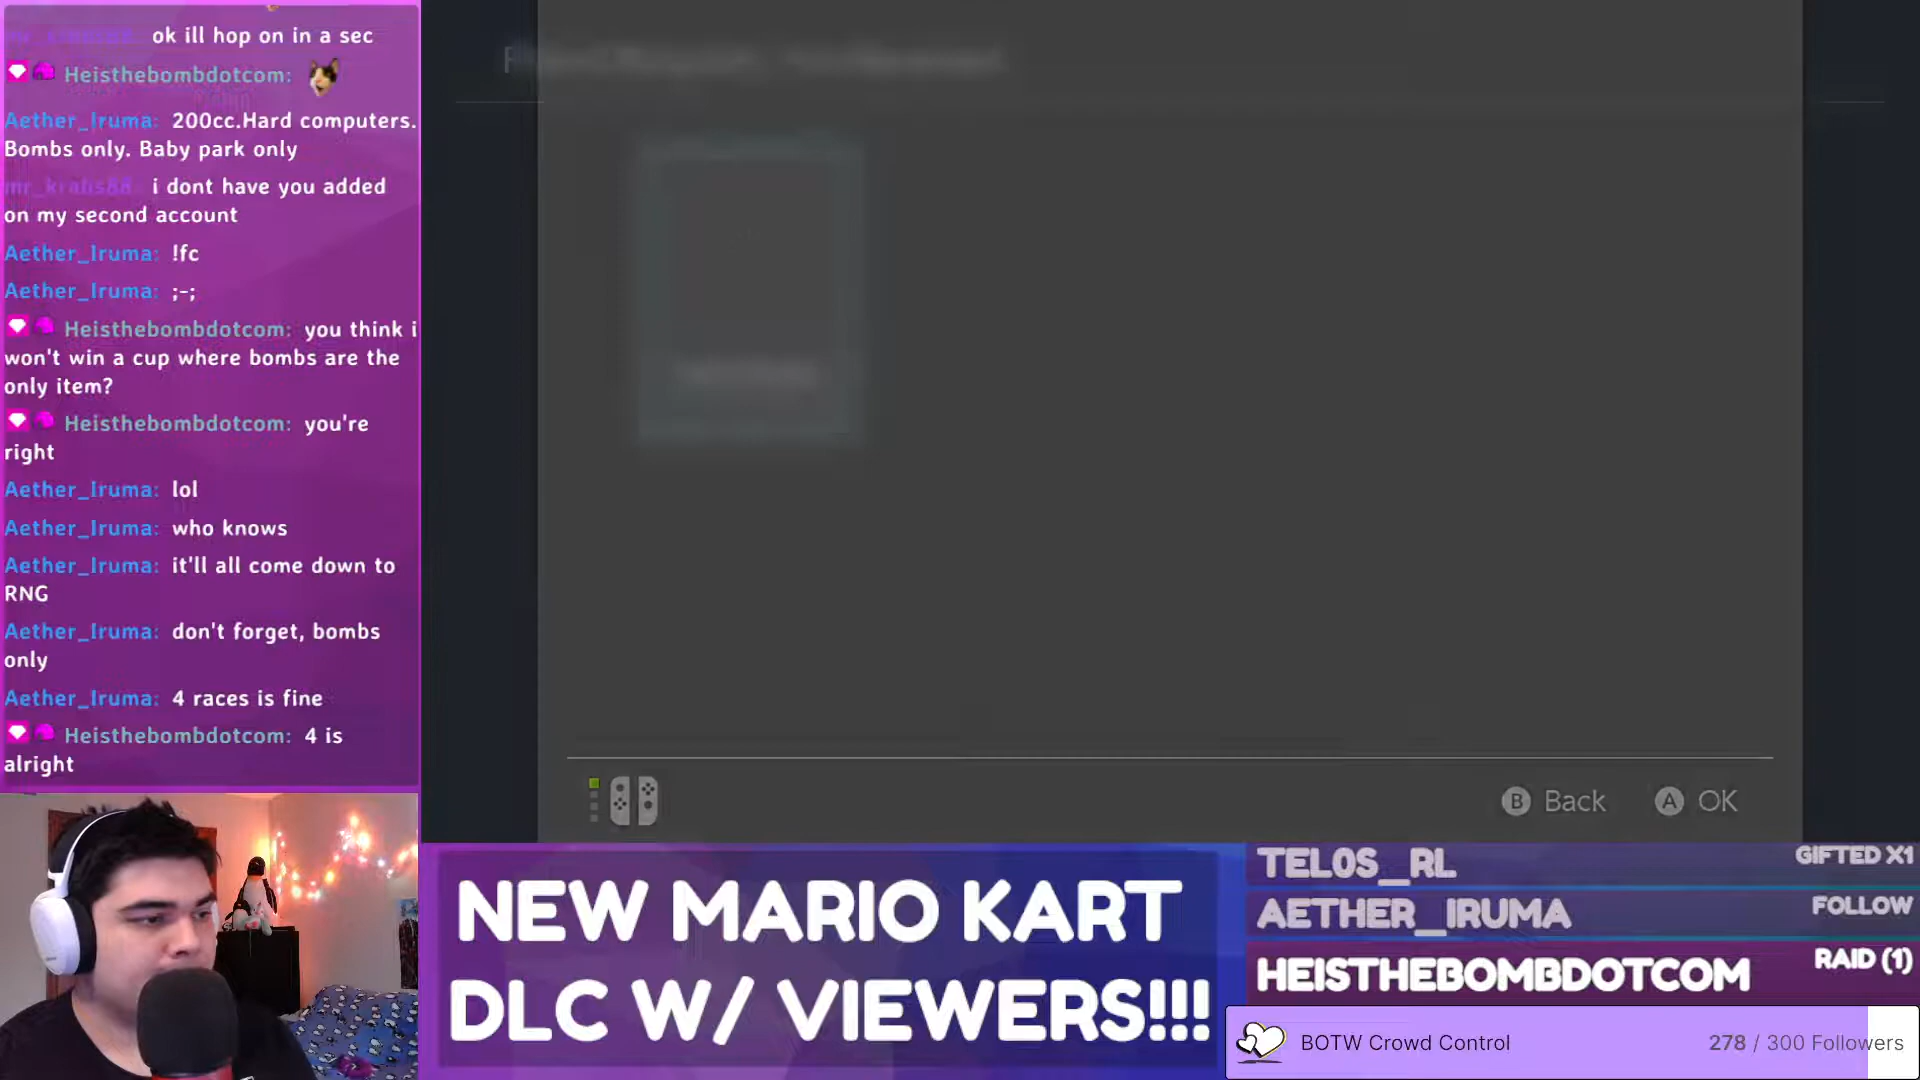 ok ill hop on in a sec
Heisthebombdotcom:
Aether_Iruma: 200cc.Hard computers.
Bombs only. Baby park only
mr_krabs88: i dont have you added
on my second account
Aether_Iruma: !fc
Aether_Iruma: ;-;
Heisthebombdotcom: you think i
won't win a cup where bombs are the
only item?
Heisthebombdotcom: you're
right
Aether_Iruma: lol
Aether_Iruma: who knows
Aether_Iruma: it'll all come down to
RNG
Aether_Iruma: don't forget, bombs
only
Aether_Iruma: 4 races is fine
Heisthebombdotcom: 4 is
alright
B Back A OK
NEW MARIO KART
DLC W/ VIEWERS!!!
TEL0S_RL GIFTED X1
AETHER_IRUMA FOLLOW
HEISTHEBOMBDOTCOM RAID (1)
BOTW Crowd Control 278 / 300 Followers